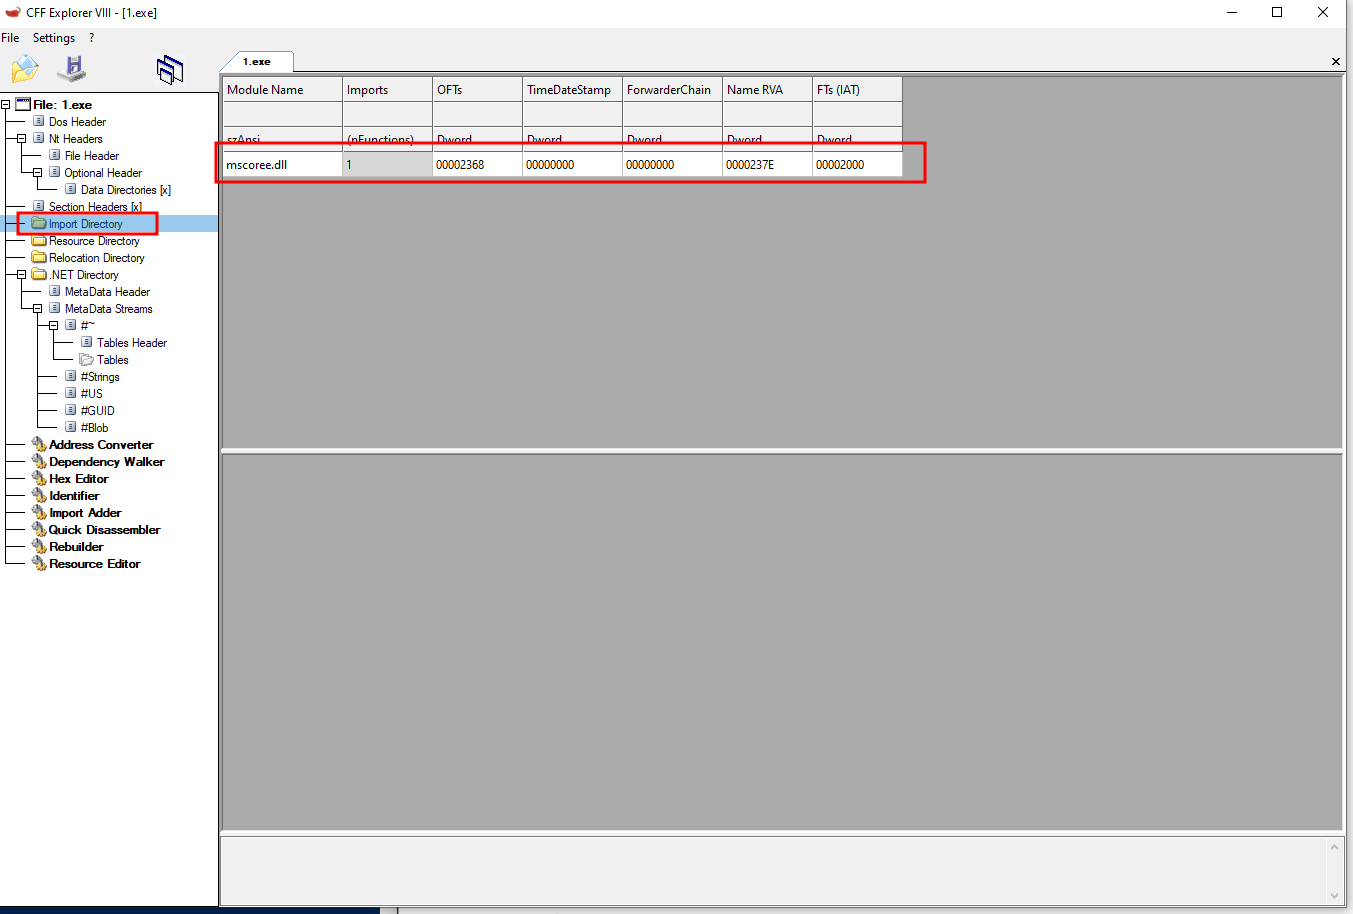 CFF Explorer VIII - [1.exe]
File Settings ?
1.exe
Module Name Imports OFTs TimeDateStamp ForwarderChain Name RVA FTs (IAT)
szAnsi (nFunctions) Dword Dword Dword Dword Dword
mscoree.dll 1 00002368 00000000 00000000 0000237E 00002000
File: 1.exe
Dos Header
Nt Headers
File Header
Optional Header
Data Directories [x]
Section Headers [x]
Import Directory
Resource Directory
Relocation Directory
.NET Directory
MetaData Header
MetaData Streams
#~
Tables Header
Tables
#Strings
#US
#GUID
#Blob
Address Converter
Dependency Walker
Hex Editor
Identifier
Import Adder
Quick Disassembler
Rebuilder
Resource Editor